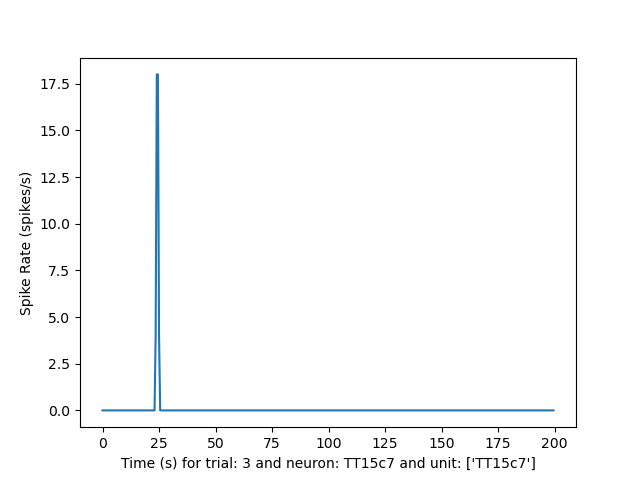 17.5
15.0
12.5
10.0
7.5
5.0
2.5
0.0
Spike Rate (spikes/s)
0 25 50 75 100 125 150 175 200
Time (s) for trial: 3 and neuron: TT15c7 and unit: ['TT15c7']